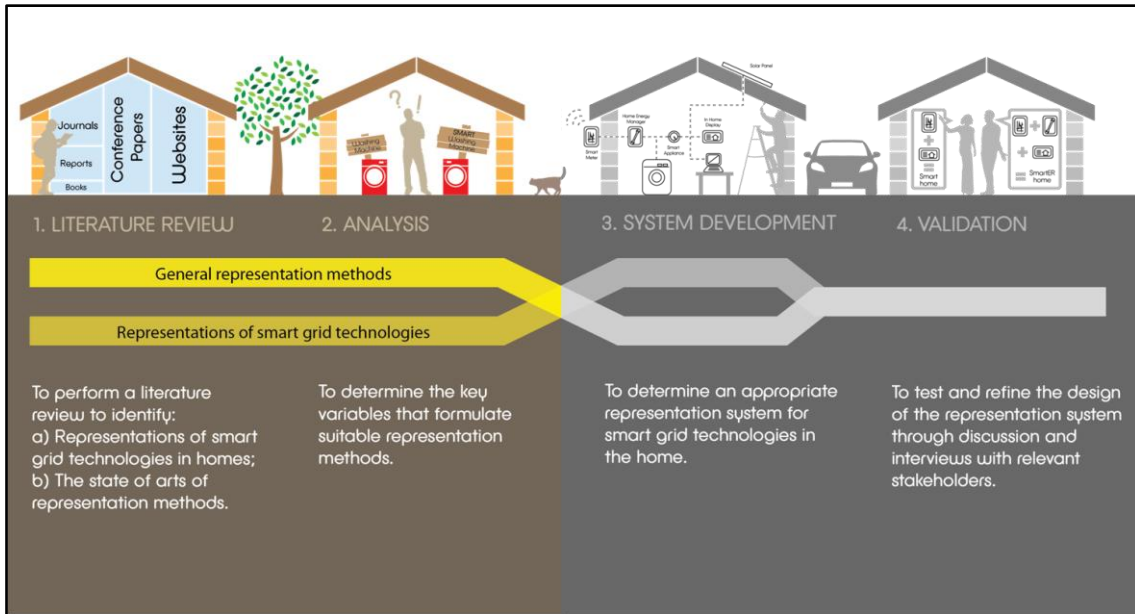 Journals
Reports
Books
Conference
Papers
Websites
? !
Washing
Machine
SMART
Washing
Machine
Solar Panel
Home Energy
Manager
In Home
Display
Smart
Meter
Smart
Appliance
+
=
Smart
home
+
+
=
SmartER
home
1. LITERATURE REVIEW
2. ANALYSIS
3. SYSTEM DEVELOPMENT
4. VALIDATION
General representation methods
Representations of smart grid technologies
To perform a literature
review to identify:
a) Representations of smart
grid technologies in homes;
b) The state of arts of
representation methods.
To determine the key
variables that formulate
suitable representation
methods.
To determine an appropriate
representation system for
smart grid technologies in
the home.
To test and refine the design
of the representation system
through discussion and
interviews with relevant
stakeholders.